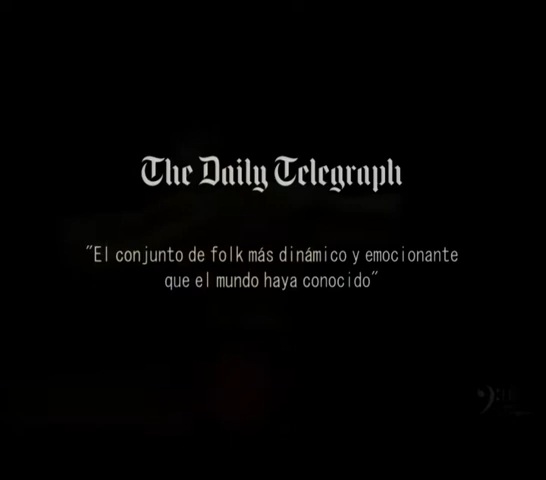 The Daily Telegraph
"El conjunto de folk más dinámico y emocionante
que el mundo haya conocido"